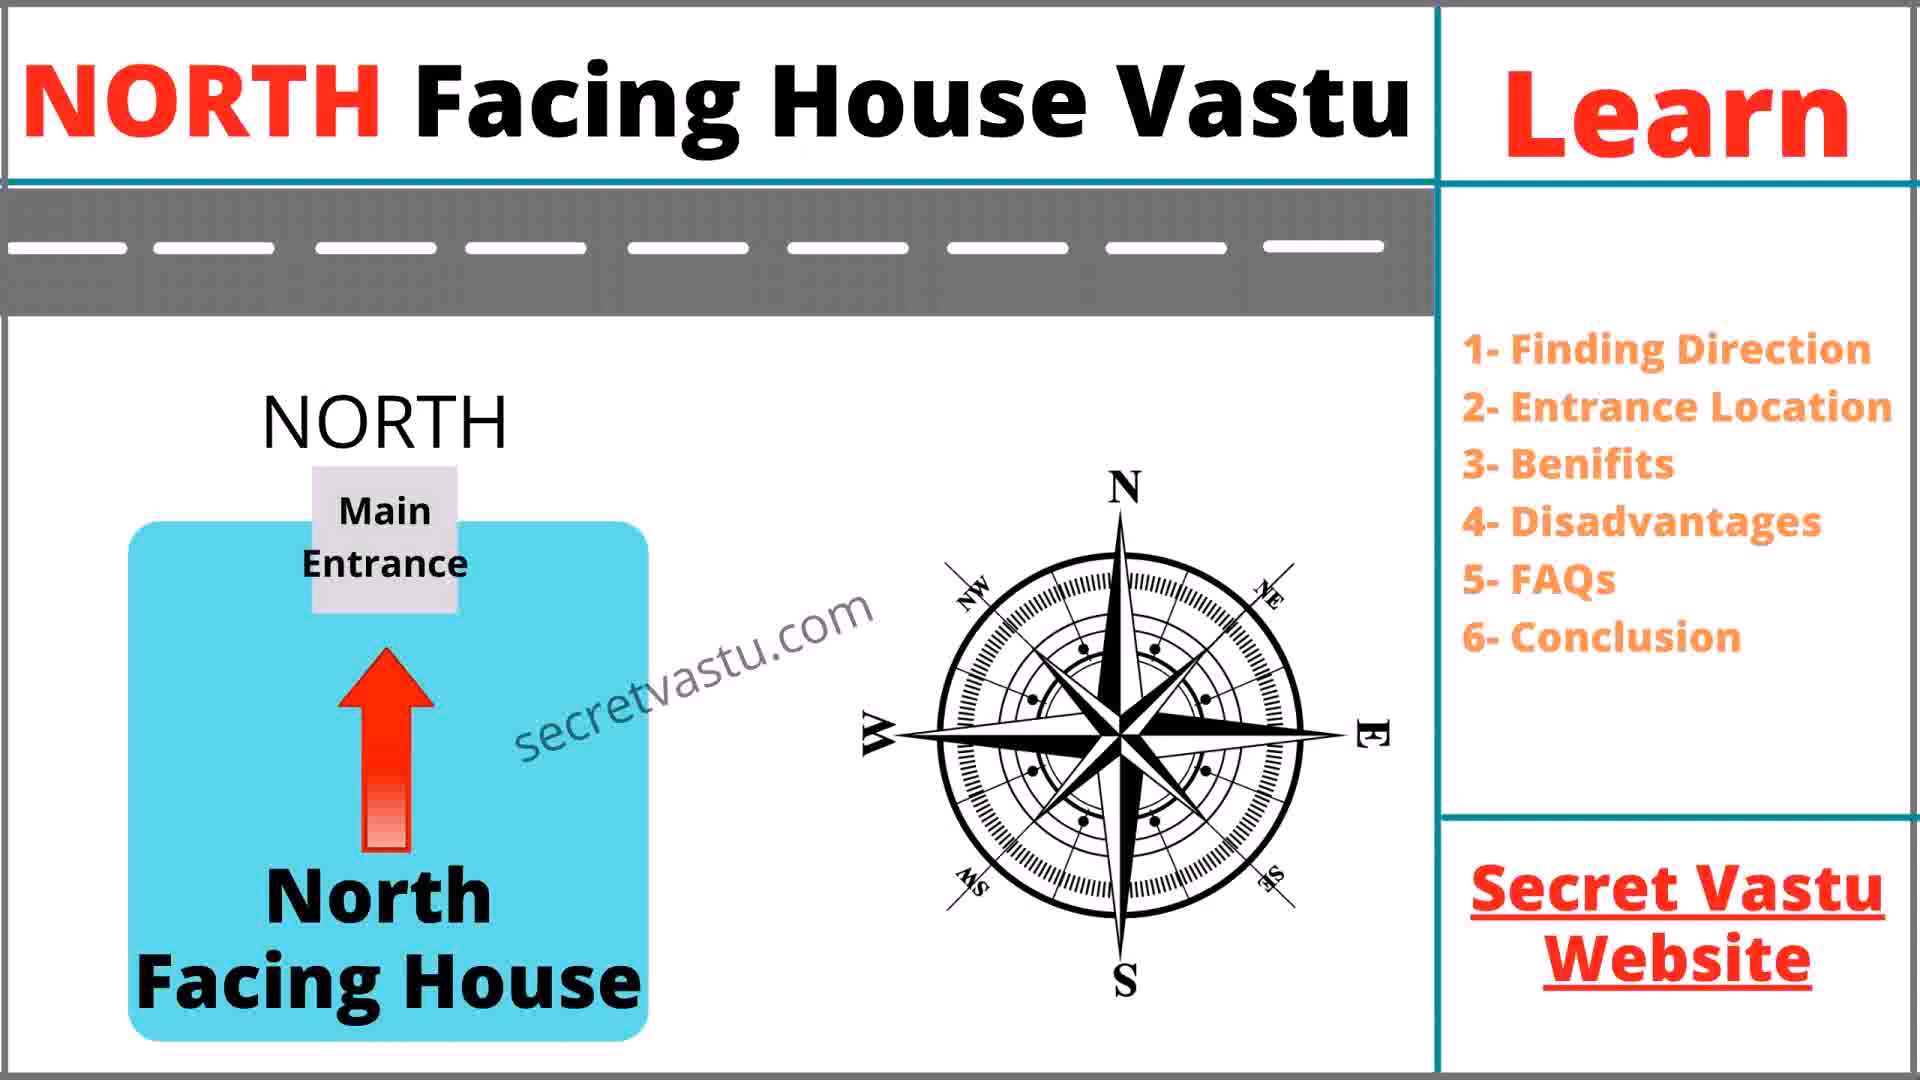 NORTH Facing House Vastu
Learn
1- Finding Direction
2- Entrance Location
3- Benifits
4- Disadvantages
5- FAQs
6- Conclusion
NORTH
Main
Entrance
North
Facing House
secretvastu.com
N
NW
NE
W
E
SW
SE
S
Secret Vastu
Website